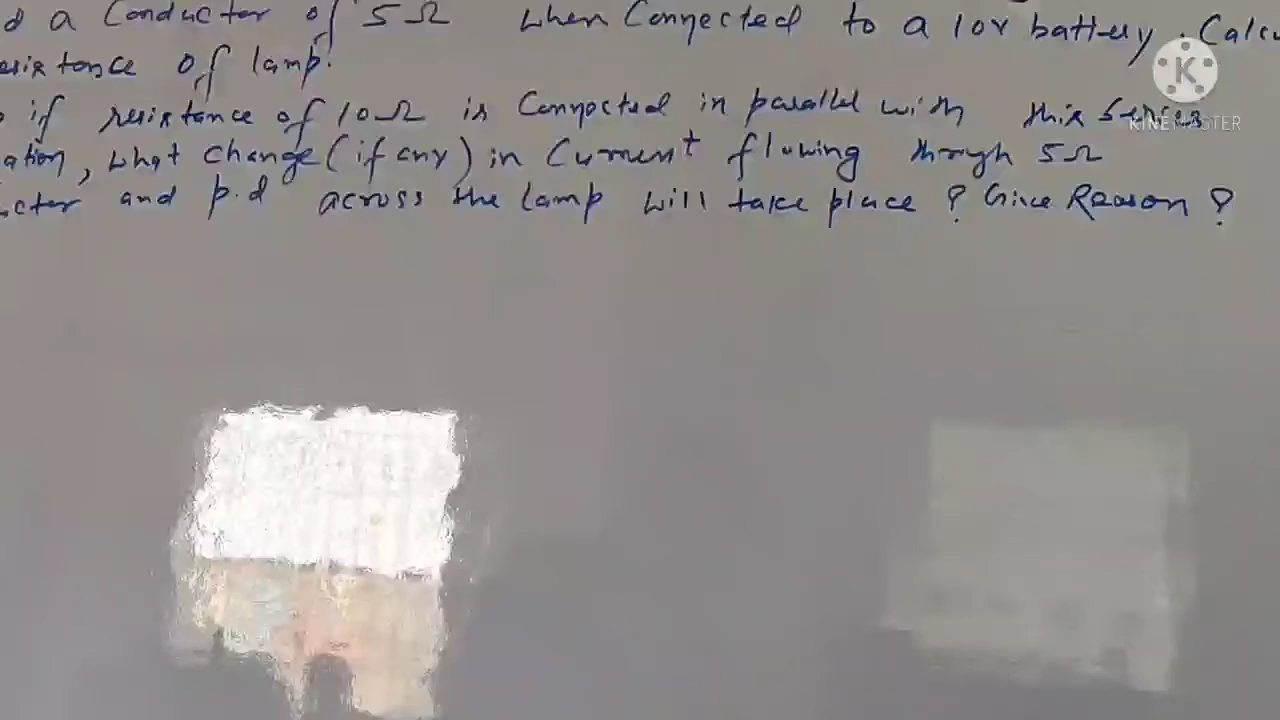 d a Conductor of 5Ω when Connected to a 10v battery. Calcu
esistance of lamp.
if resistance of 10Ω is Connected in parallel with this Series
ation, what change (if any) in Current flowing through 5Ω
uctor and p.d across the lamp will take place ? Give Reason ?
K
KINEMASTER